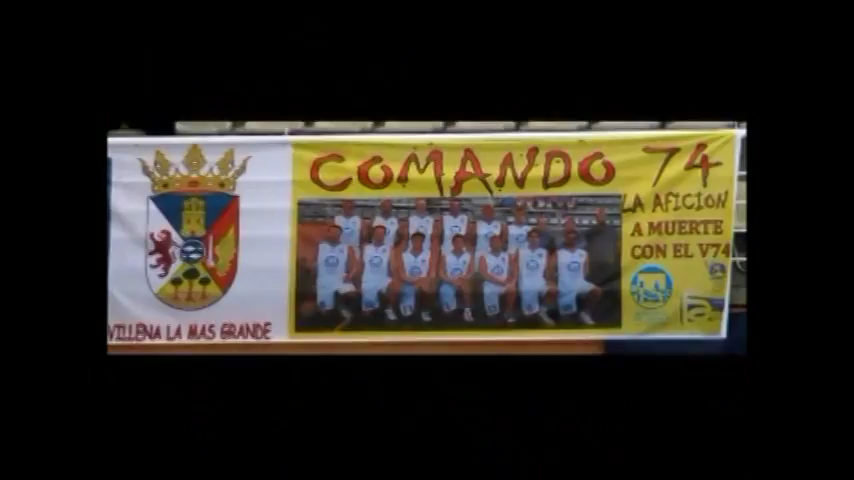 COMANDO 74
LA AFICION
A MUERTE
CON EL V74
VILLENA LA MAS GRANDE